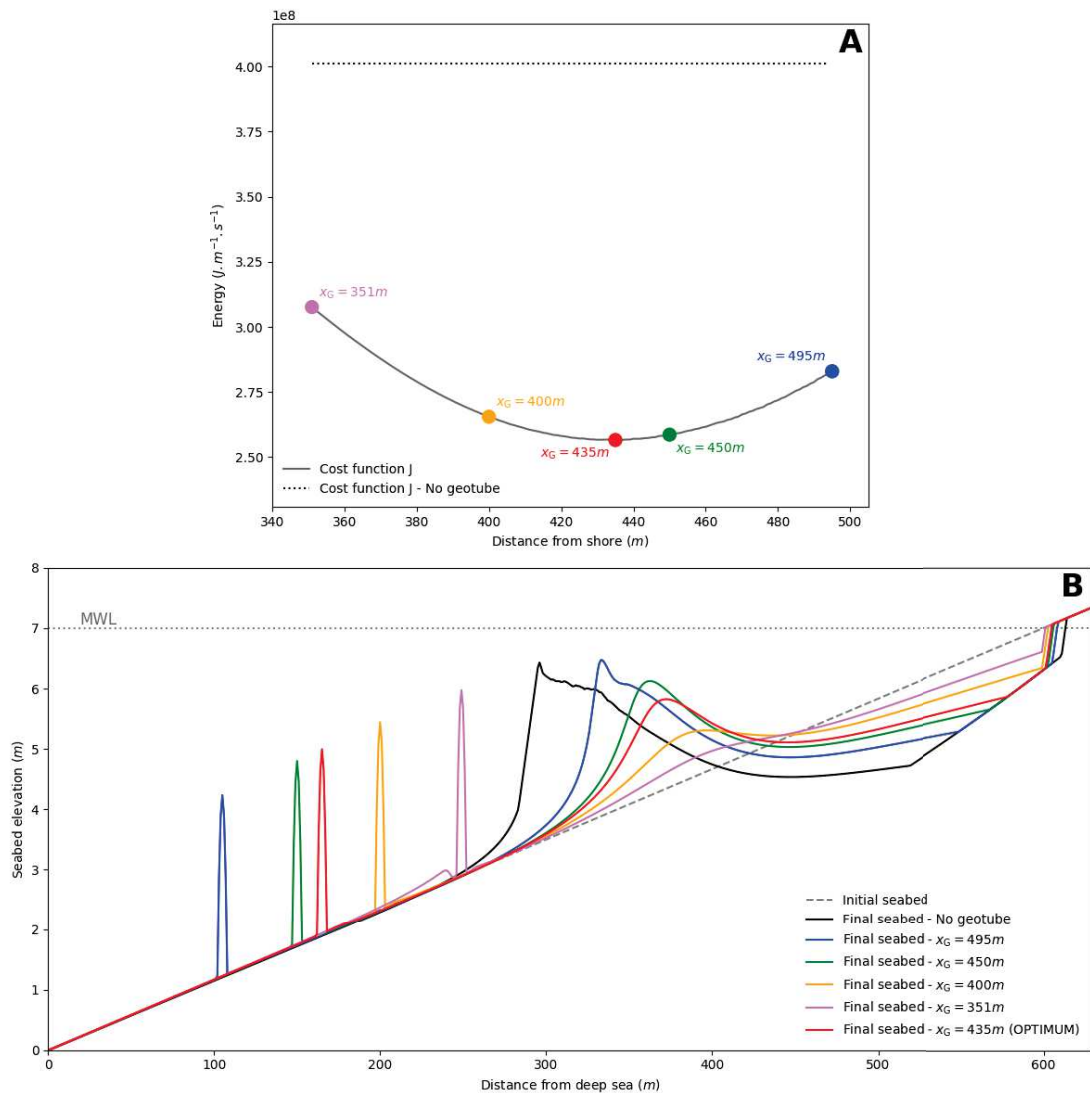 1e8
A
4.00
3.75
3.50
3.25
3.00
2.75
2.50
Energy (J.m⁻¹.s⁻¹)
x_G = 351m
x_G = 495m
x_G = 400m
x_G = 435m
x_G = 450m
Cost function J
Cost function J - No geotube
340 360 380 400 420 440 460 480 500
Distance from shore (m)
B
8
7
6
5
4
3
2
1
0
Seabed elevation (m)
MWL
Initial seabed
Final seabed - No geotube
Final seabed - x_G = 495m
Final seabed - x_G = 450m
Final seabed - x_G = 400m
Final seabed - x_G = 351m
Final seabed - x_G = 435m (OPTIMUM)
0 100 200 300 400 500 600
Distance from deep sea (m)